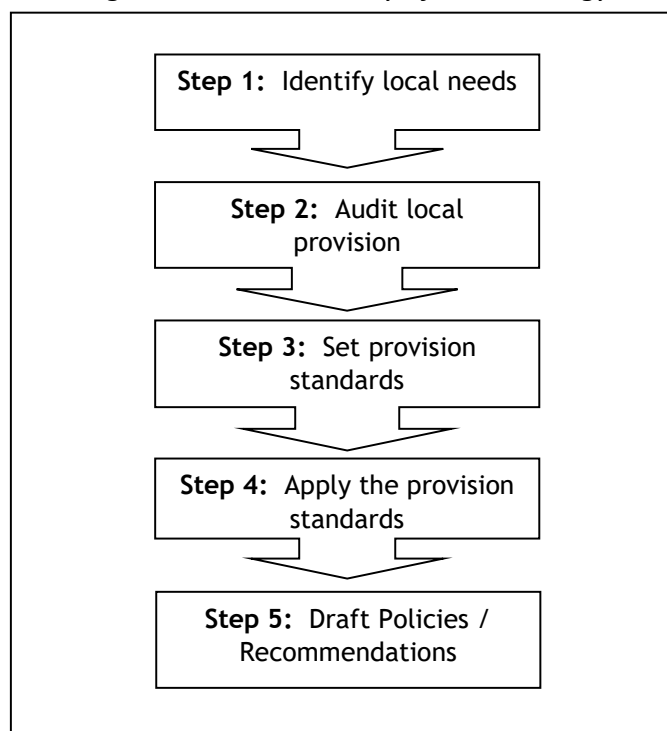 Step 1: Identify local needs
Step 2: Audit local
provision
Step 3: Set provision
standards
Step 4: Apply the provision
standards
Step 5: Draft Policies /
Recommendations